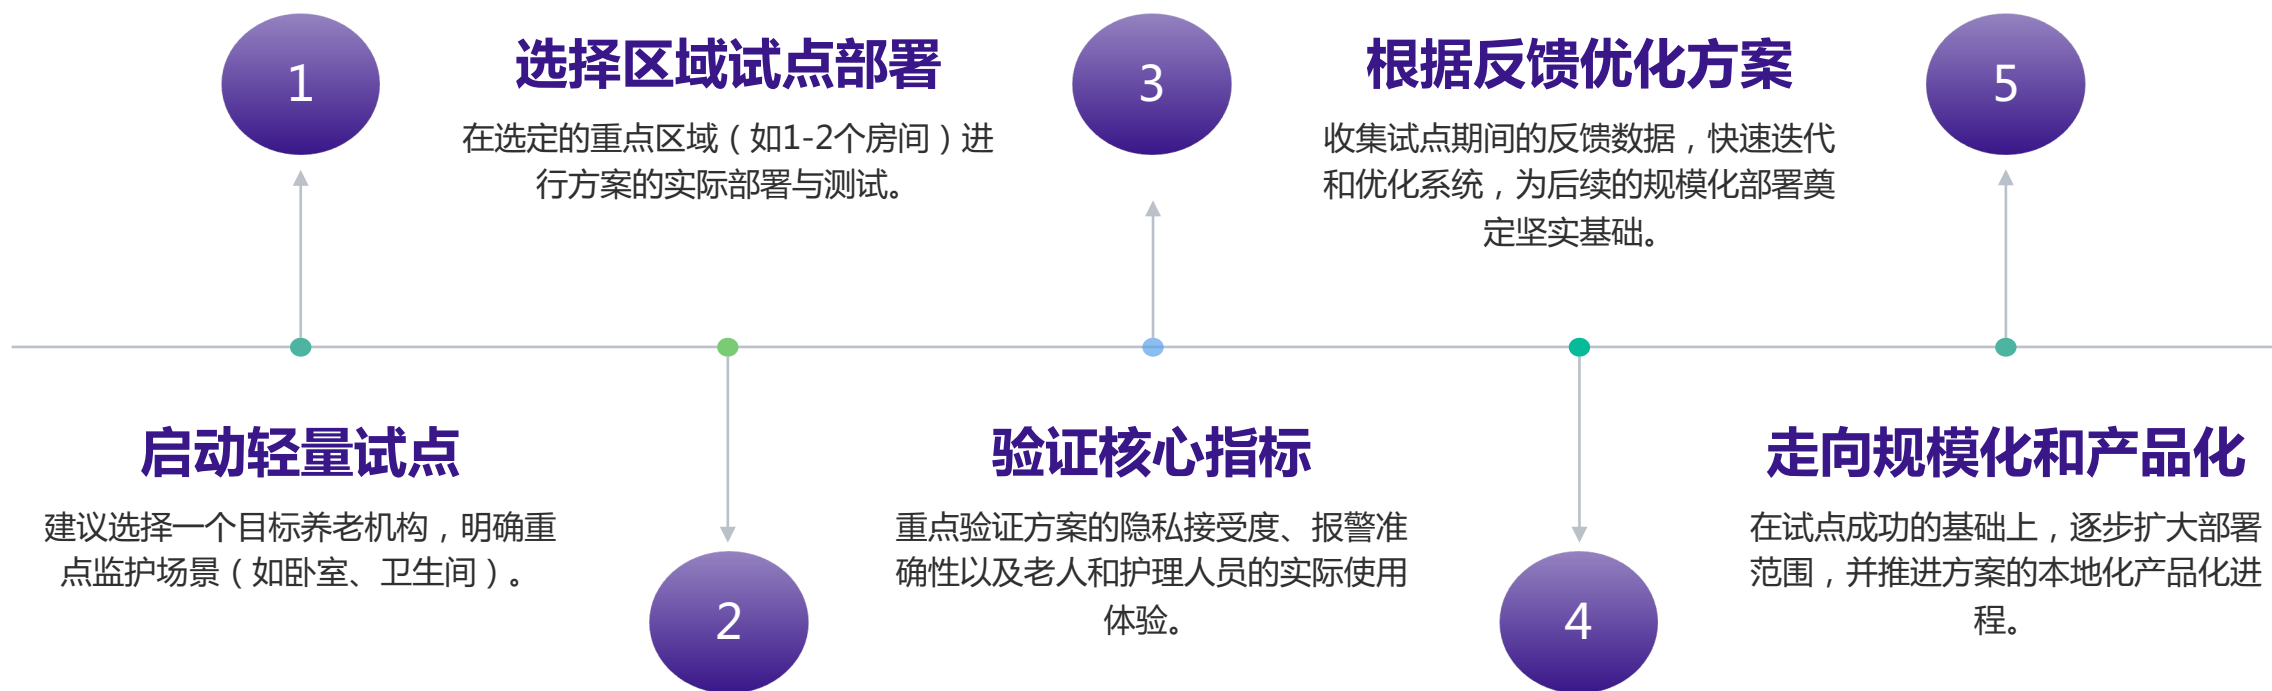 1
启动轻量试点
建议选择一个目标养老机构，明确重
点监护场景（如卧室、卫生间）。
选择区域试点部署
在选定的重点区域（如1-2个房间）进
行方案的实际部署与测试。
2
3
验证核心指标
重点验证方案的隐私接受度、报警准
确性以及老人和护理人员的实际使用
体验。
根据反馈优化方案
收集试点期间的反馈数据，快速迭代
和优化系统，为后续的规模化部署奠
定坚实基础。
4
5
走向规模化和产品化
在试点成功的基础上，逐步扩大部署
范围，并推进方案的本地化产品化进
程。